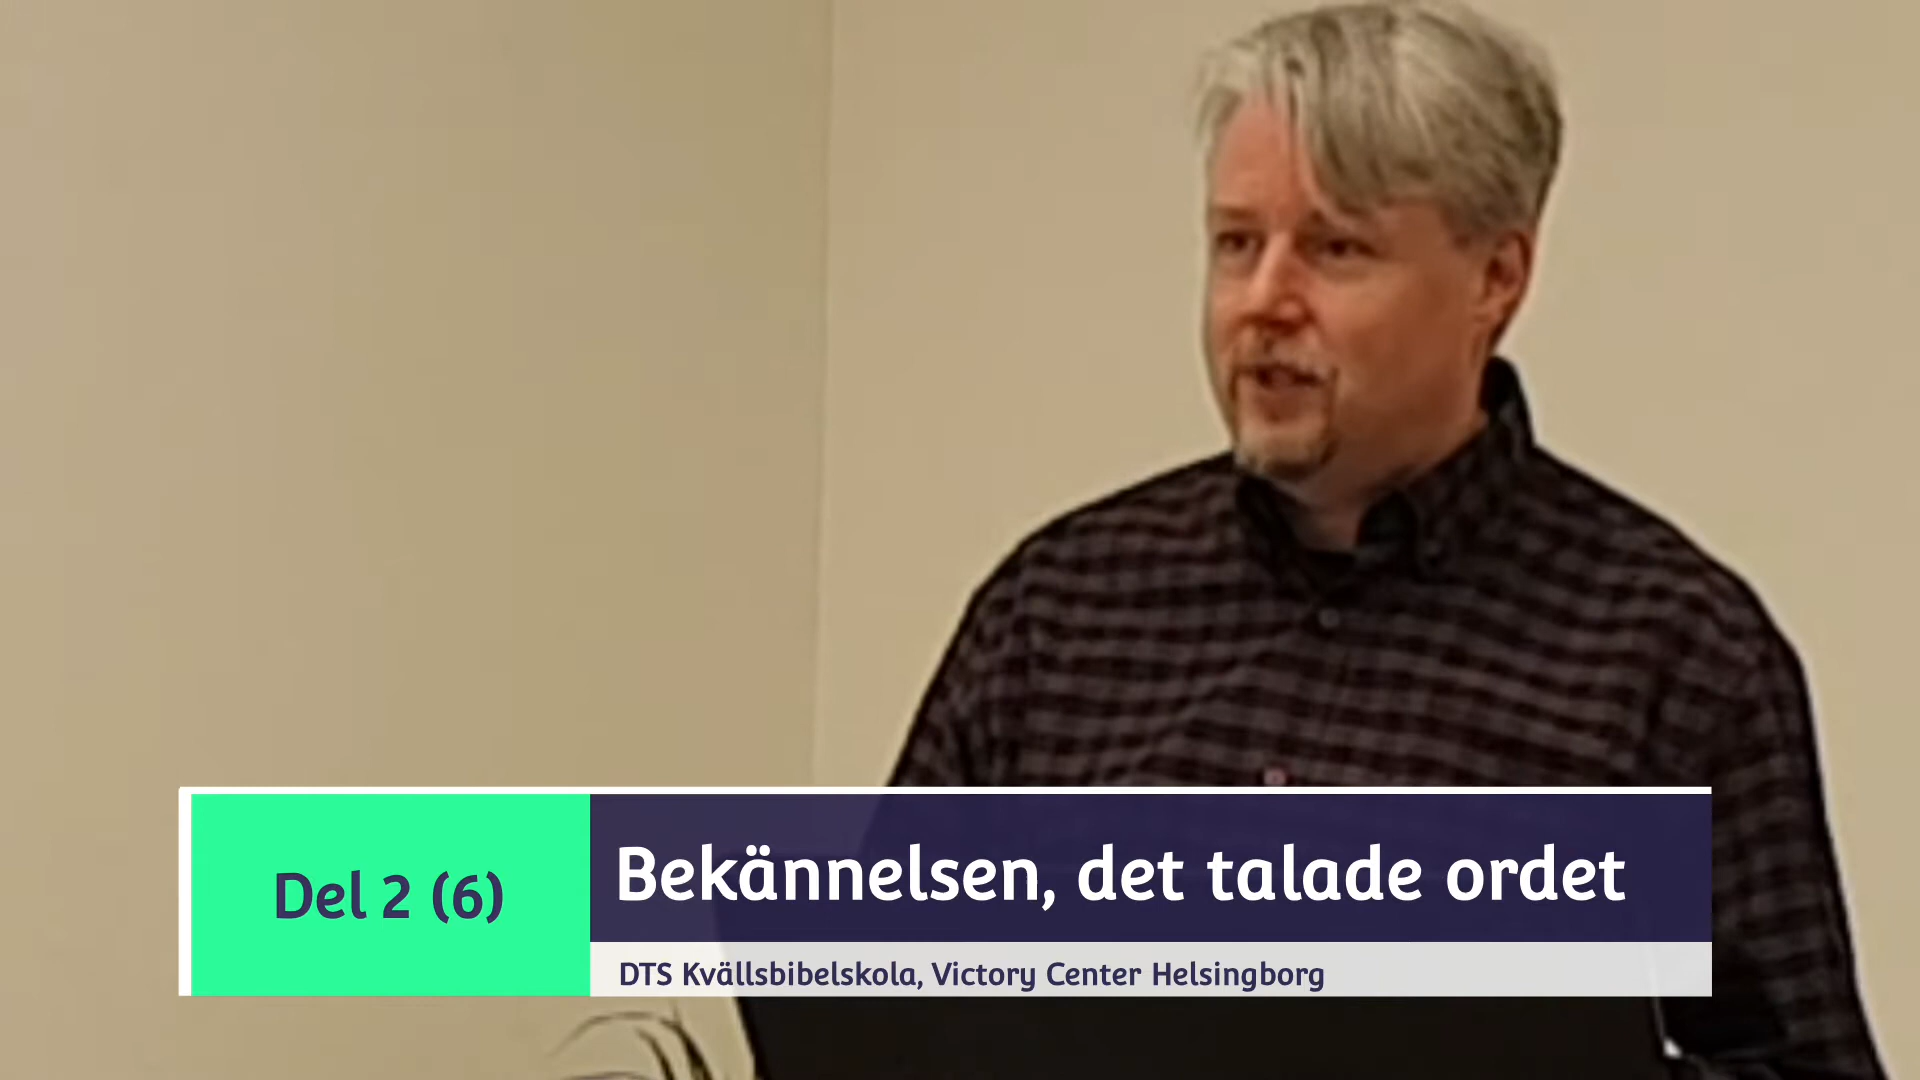 Del 2 (6)
Bekännelsen, det talade ordet
DTS Kvällsbibelskola, Victory Center Helsingborg